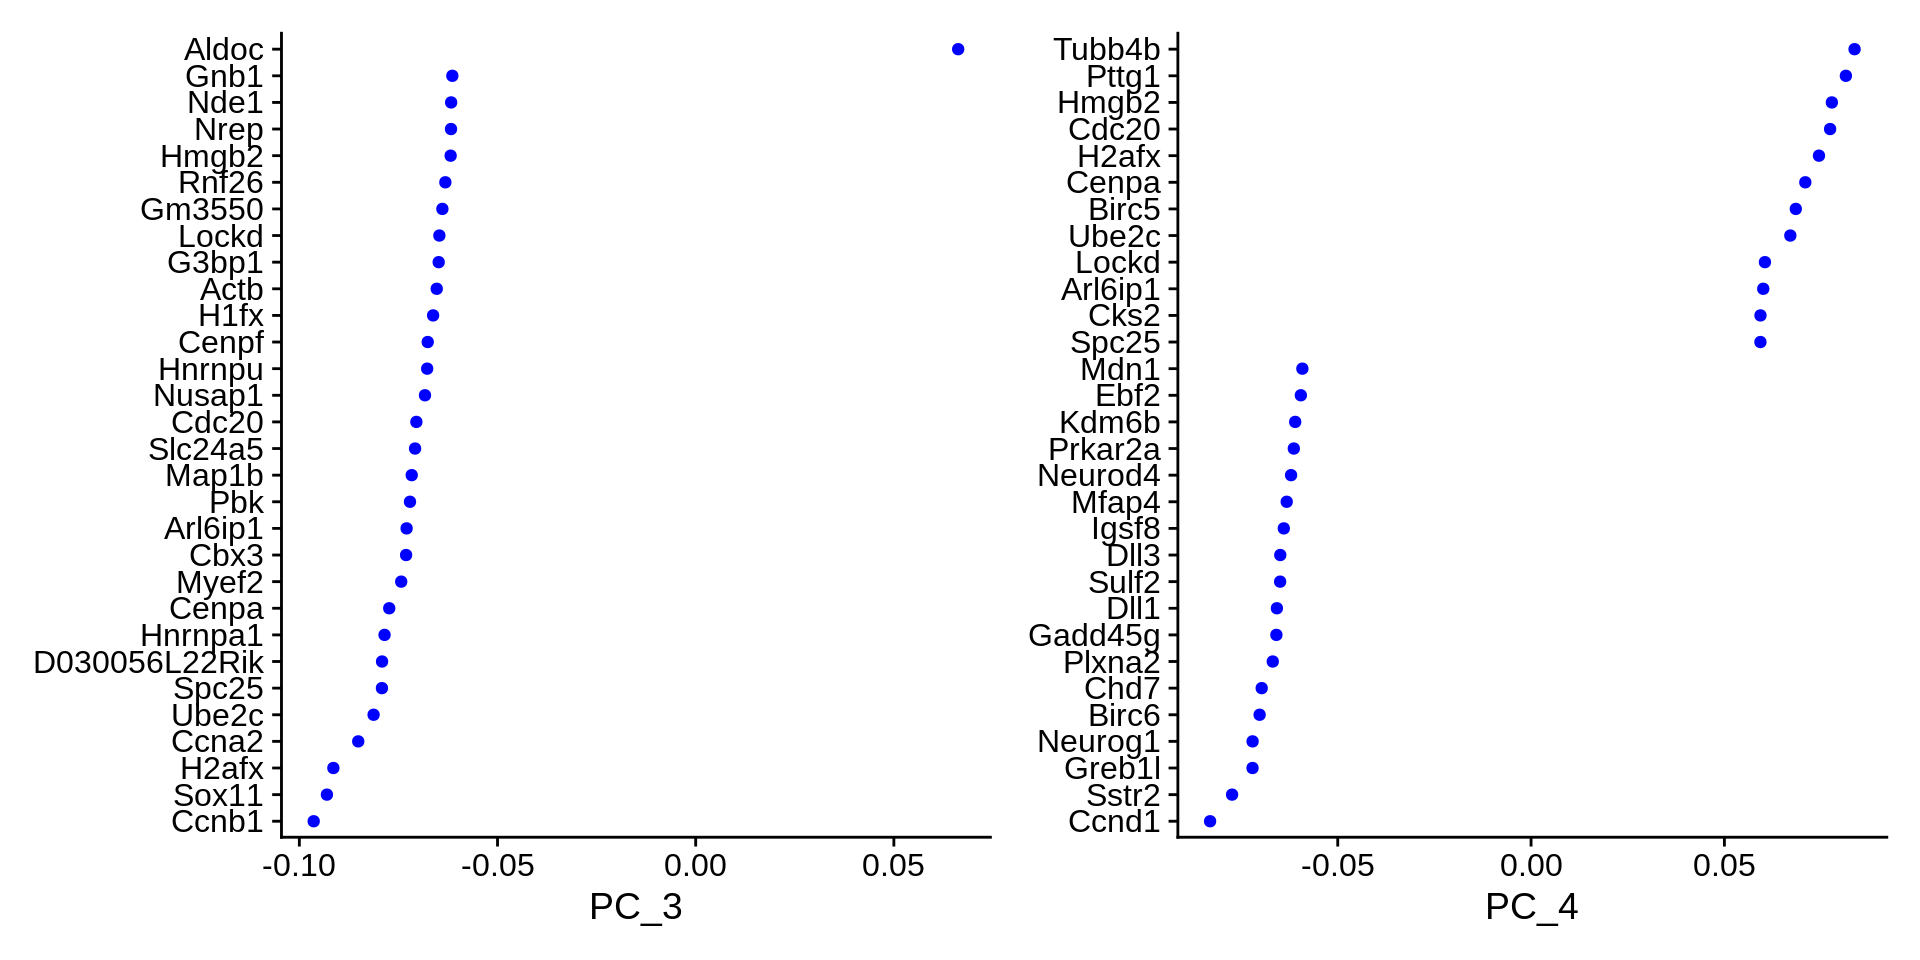 Aldoc
Gnb1
Nde1
Nrep
Hmgb2
Rnf26
Gm3550
Lockd
G3bp1
Actb
H1fx
Cenpf
Hnrnpu
Nusap1
Cdc20
Slc24a5
Map1b
Pbk
Arl6ip1
Cbx3
Myef2
Cenpa
Hnrnpa1
D030056L22Rik
Spc25
Ube2c
Ccna2
H2afx
Sox11
Ccnb1
-0.10 -0.05 0.00 0.05
PC_3
Tubb4b
Pttg1
Hmgb2
Cdc20
H2afx
Cenpa
Birc5
Ube2c
Lockd
Arl6ip1
Cks2
Spc25
Mdn1
Ebf2
Kdm6b
Prkar2a
Neurod4
Mfap4
Igsf8
Dll3
Sulf2
Dll1
Gadd45g
Plxna2
Chd7
Birc6
Neurog1
Greb1l
Sstr2
Ccnd1
-0.05 0.00 0.05
PC_4